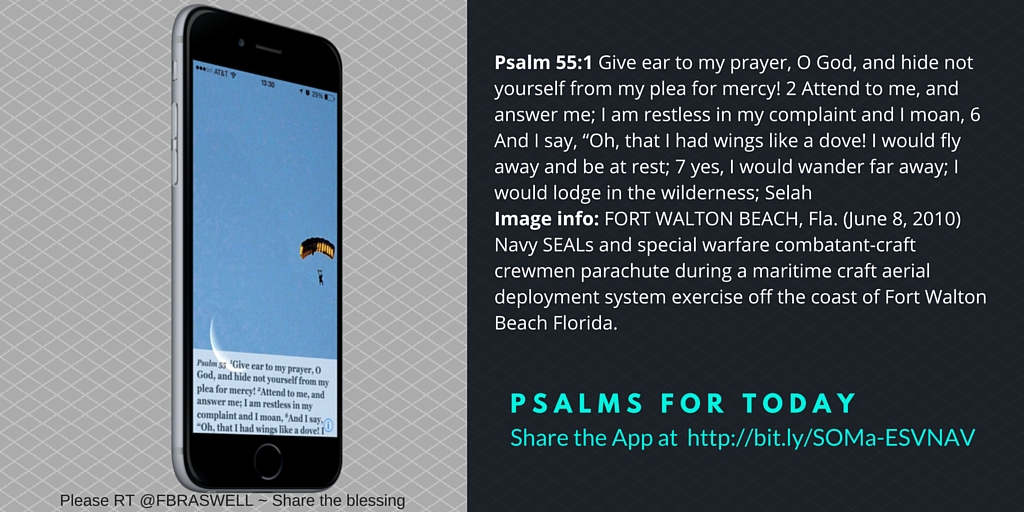 AT&T
13:30
29%
Psalm 55:1 Give ear to my prayer, O
God, and hide not yourself from my
plea for mercy! 2Attend to me, and
answer me; I am restless in my
complaint and I moan, 6And I say,
“Oh, that I had wings like a dove! I
Please RT @FBRASWELL ~ Share the blessing
Psalm 55:1 Give ear to my prayer, O God, and hide not
yourself from my plea for mercy! 2 Attend to me, and
answer me; I am restless in my complaint and I moan, 6
And I say, “Oh, that I had wings like a dove! I would fly
away and be at rest; 7 yes, I would wander far away; I
would lodge in the wilderness; Selah
Image info: FORT WALTON BEACH, Fla. (June 8, 2010)
Navy SEALs and special warfare combatant-craft
crewmen parachute during a maritime craft aerial
deployment system exercise off the coast of Fort Walton
Beach Florida.
PSALMS FOR TODAY
Share the App at http://bit.ly/SOMa-ESVNAV